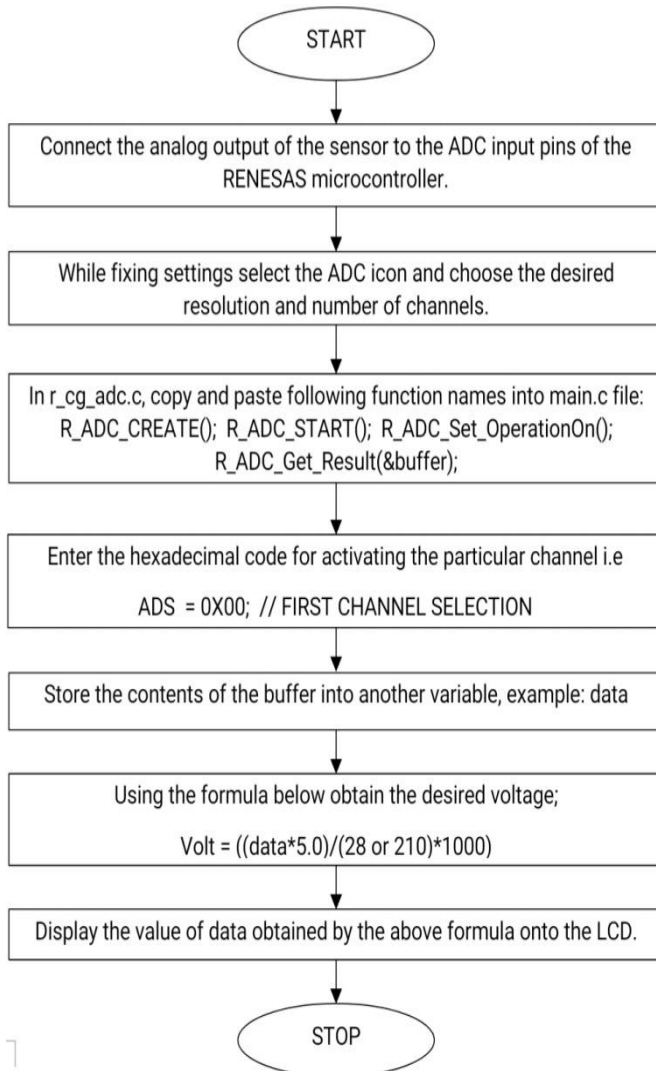 START
Connect the analog output of the sensor to the ADC input pins of the
RENESAS microcontroller.
While fixing settings select the ADC icon and choose the desired
resolution and number of channels.
In r_cg_adc.c, copy and paste following function names into main.c file:
R_ADC_CREATE(); R_ADC_START(); R_ADC_Set_OperationOn();
R_ADC_Get_Result(&buffer);
Enter the hexadecimal code for activating the particular channel i.e
ADS = 0X00; // FIRST CHANNEL SELECTION
Store the contents of the buffer into another variable, example: data
Using the formula below obtain the desired voltage;
Volt = ((data*5.0)/(28 or 210)*1000)
Display the value of data obtained by the above formula onto the LCD.
STOP